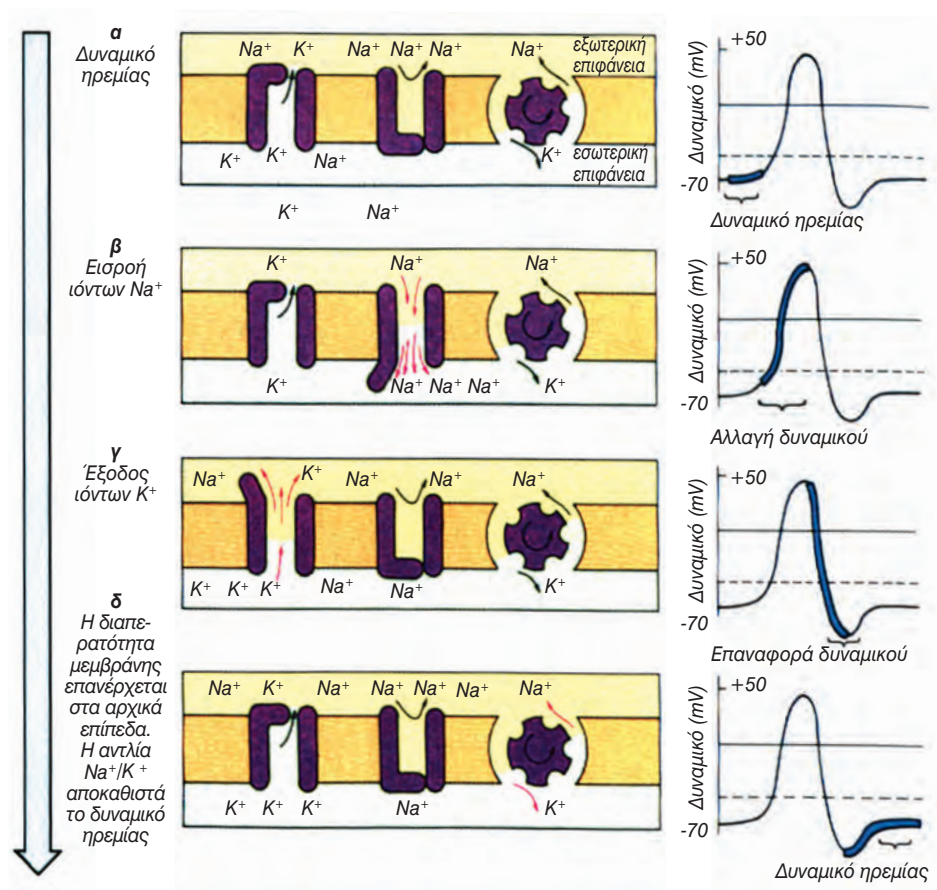 α
Δυναμικό
ηρεμίας
Na⁺ K⁺ Na⁺ Na⁺ Na⁺ Na⁺
εξωτερική
επιφάνεια
K⁺ K⁺ Na⁺ K⁺
εσωτερική
επιφάνεια
K⁺ Na⁺
Δυναμικό (mV)
+50
-70
Δυναμικό ηρεμίας
β
Εισροή
ιόντων Na⁺
K⁺ Na⁺ Na⁺
K⁺ Na⁺ Na⁺ Na⁺ K⁺
Δυναμικό (mV)
+50
-70
Αλλαγή δυναμικού
γ
Έξοδος
ιόντων K⁺
Na⁺ K⁺ Na⁺ Na⁺ Na⁺
K⁺ K⁺ K⁺ Na⁺ Na⁺ K⁺
Δυναμικό (mV)
+50
-70
Επαναφορά δυναμικού
δ
Η διαπε-
ρατότητα
μεμβράνης
επανέρχεται
στα αρχικά
επίπεδα.
Η αντλία
Na⁺/K⁺
αποκαθιστά
το δυναμικό
ηρεμίας
Na⁺ K⁺ Na⁺ Na⁺ Na⁺ Na⁺ Na⁺
K⁺ K⁺ K⁺ Na⁺ K⁺
Δυναμικό (mV)
+50
-70
Δυναμικό ηρεμίας